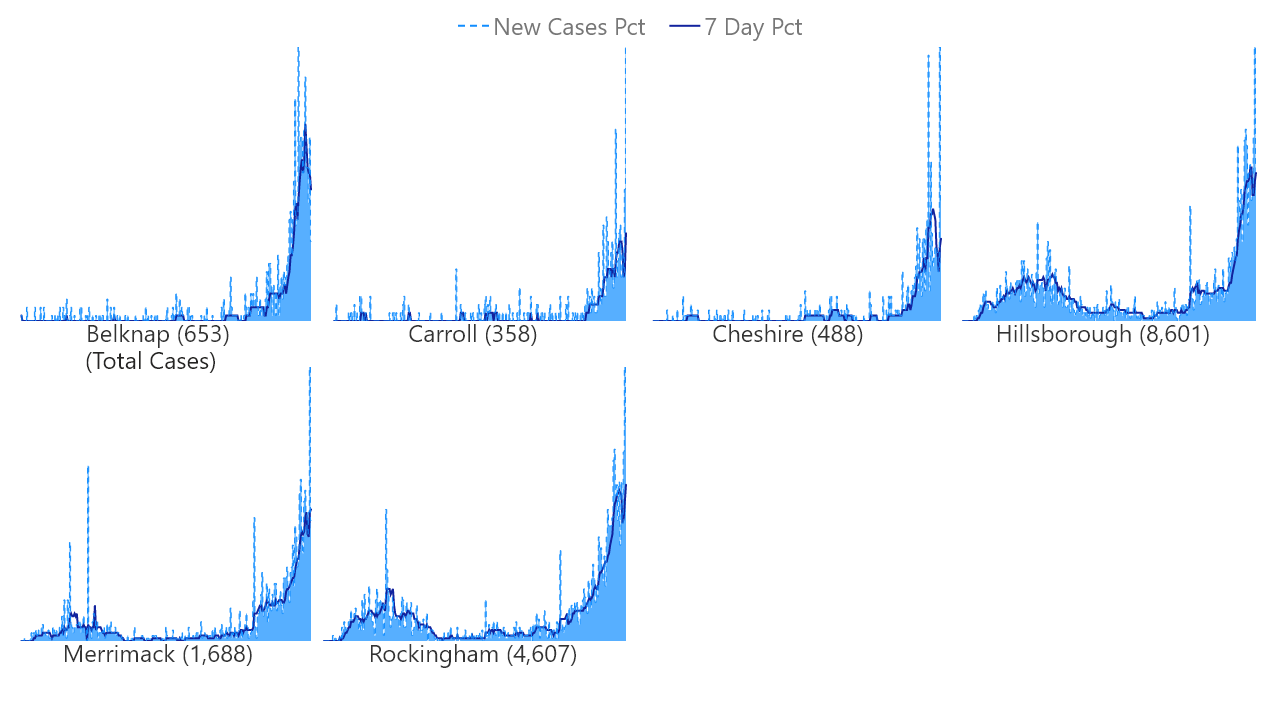 New Cases Pct 7 Day Pct
Belknap (653) Carroll (358) Cheshire (488) Hillsborough (8,601)
(Total Cases)
Merrimack (1,688) Rockingham (4,607)